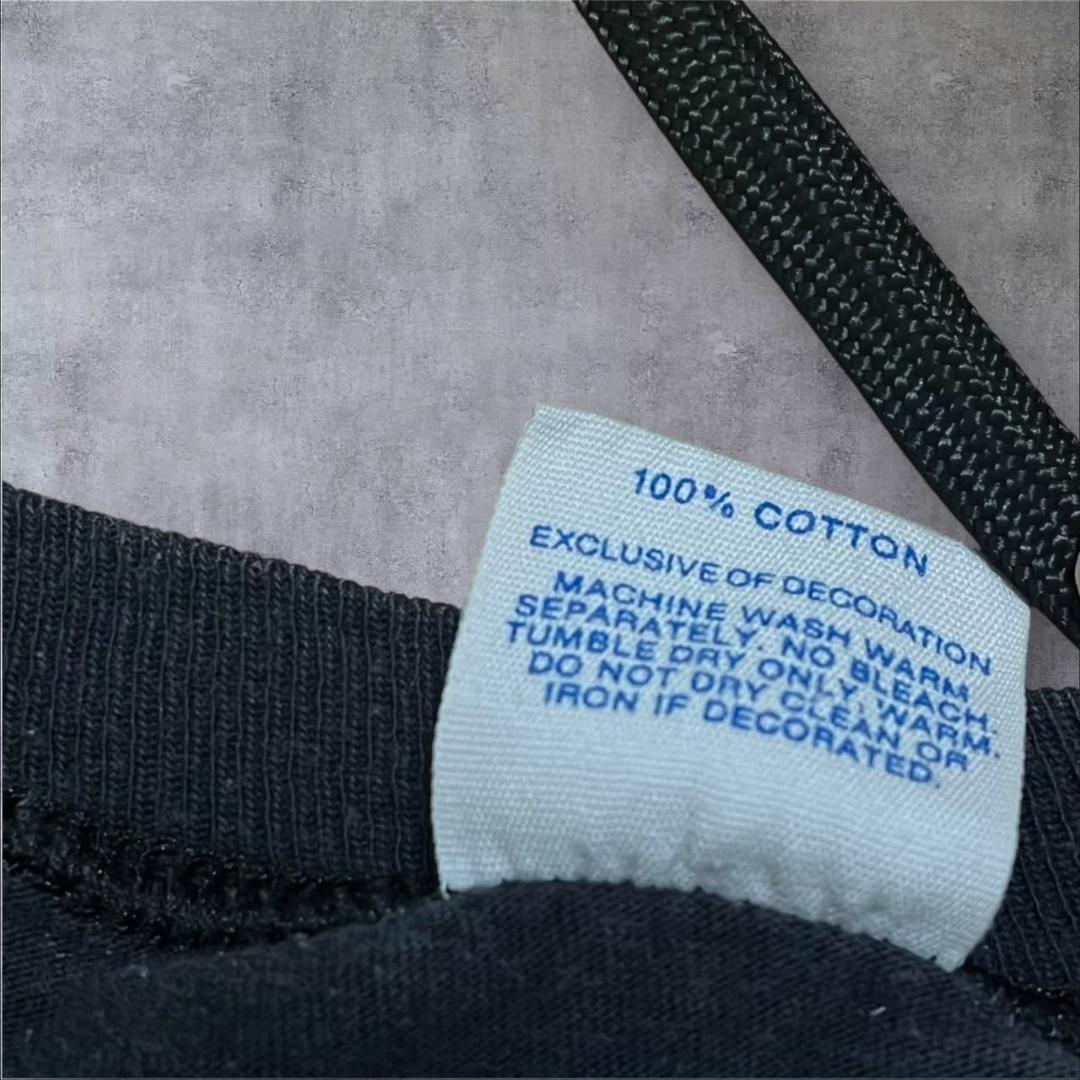 100% COTTON
EXCLUSIVE OF DECORATION
MACHINE WASH WARM
SEPARATELY. NO BLEACH.
TUMBLE DRY ONLY, WARM.
DO NOT DRY CLEAN OR
IRON IF DECORATED.